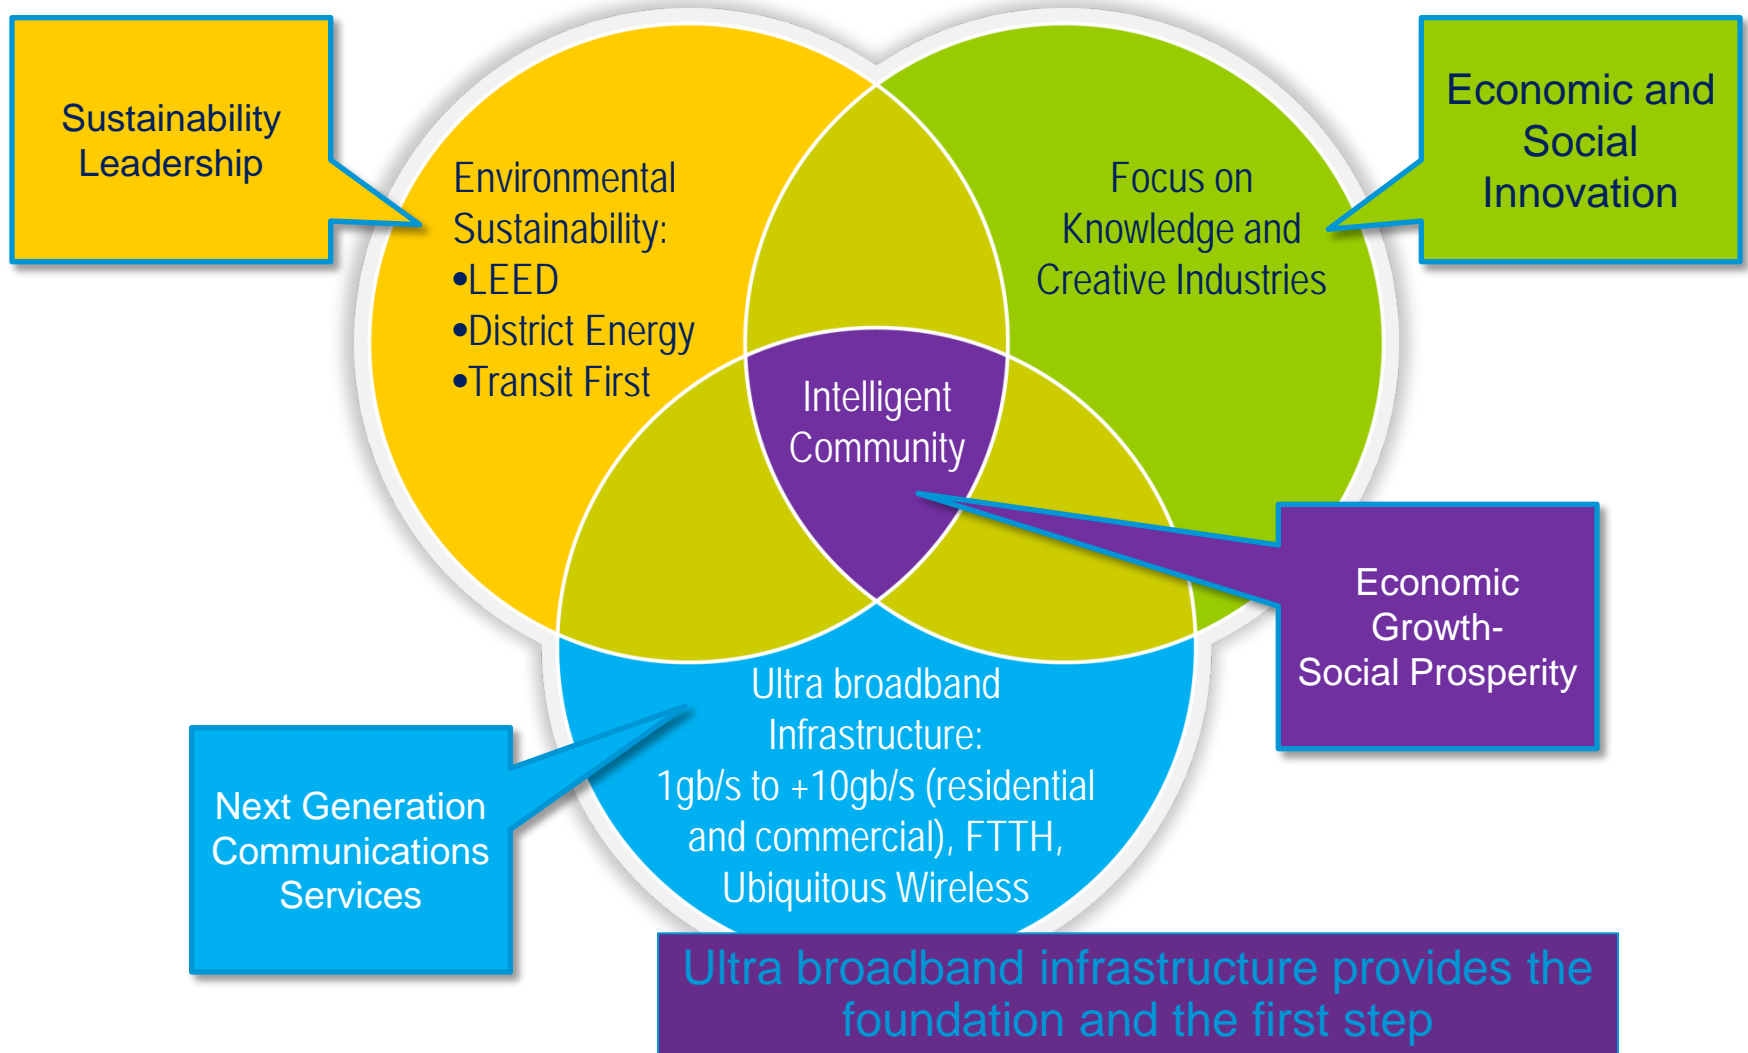 Sustainability
Leadership
Environmental
Sustainability:
•LEED
•District Energy
•Transit First
Focus on
Knowledge and
Creative Industries
Economic and
Social
Innovation
Intelligent
Community
Economic
Growth-
Social Prosperity
Ultra broadband
Infrastructure:
1gb/s to +10gb/s (residential
and commercial), FTTH,
Ubiquitous Wireless
Next Generation
Communications
Services
Ultra broadband infrastructure provides the
foundation and the first step